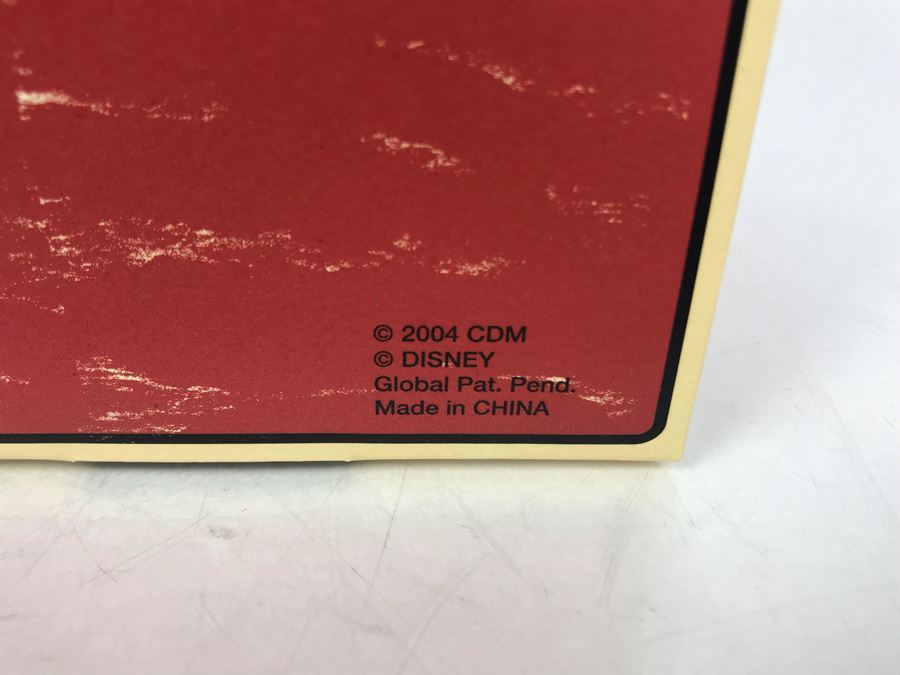 © 2004 CDM
© DISNEY
Global Pat. Pend.
Made in CHINA